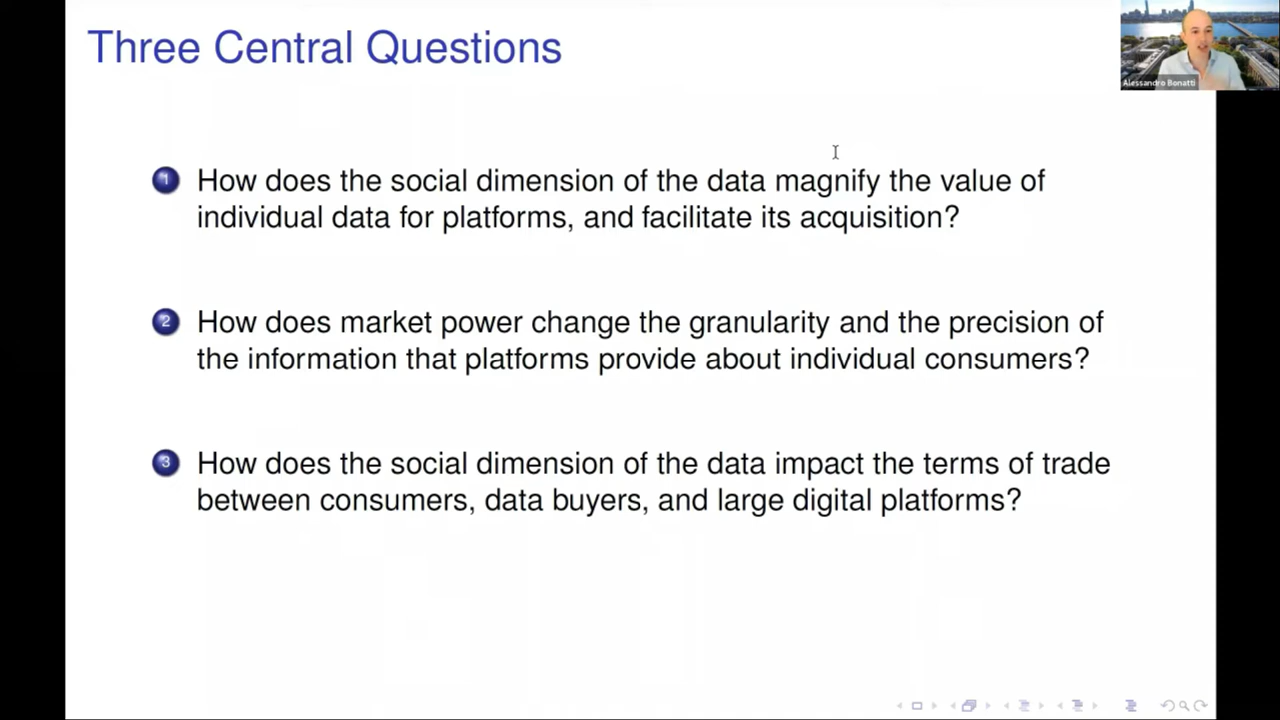 Three Central Questions
Alessandro Bonatti
1 How does the social dimension of the data magnify the value of
individual data for platforms, and facilitate its acquisition?
2 How does market power change the granularity and the precision of
the information that platforms provide about individual consumers?
3 How does the social dimension of the data impact the terms of trade
between consumers, data buyers, and large digital platforms?